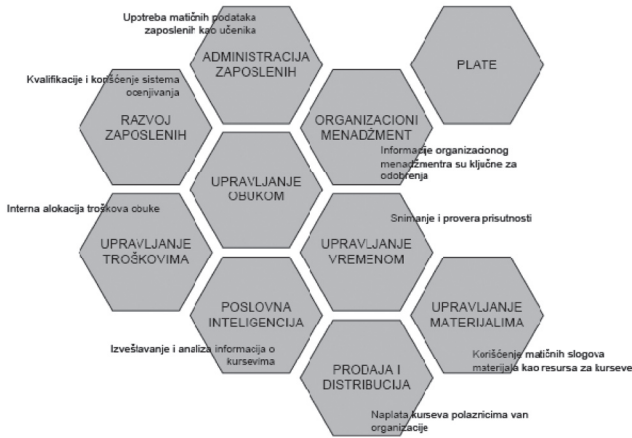 Upotreba matičnih podataka
zaposlenih kao učenika
ADMINISTRACIJA
ZAPOSLENIH
PLATE
Kvalifikacije i korišćenje sistema
ocenjivanja
RAZVOJ
ZAPOSLENIH
ORGANIZACIONI
MENADŽMENT
Informacije organizacionog
menadžmentra su ključne za
odobrenja
UPRAVLJANJE
OBUKOM
Interna alokacija troškova obuke
Snimanje i provera prisutnosti
UPRAVLJANJE
TROŠKOVIMA
UPRAVLJANJE
VREMENOM
POSLOVNA
INTELIGENCIJA
UPRAVLJANJE
MATERIJALIMA
Izveštavanje i analiza informacija o
kursevima
Korišćenje matičnih slogova
materijala kao resursa za kurseve
PRODAJA I
DISTRIBUCIJA
Naplata kurseva polaznicima van
organizacije